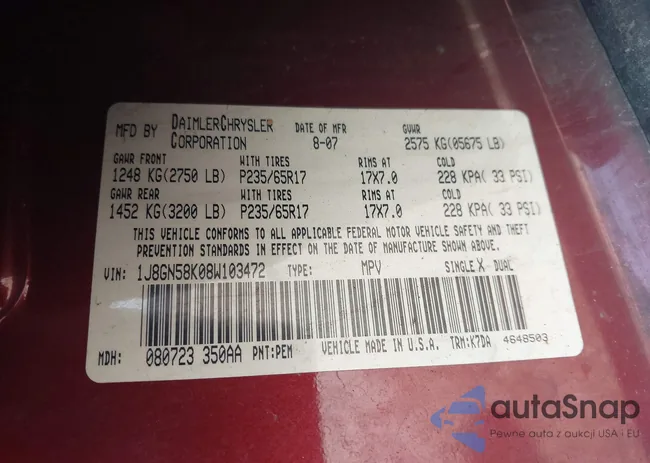 MFD BY DAIMLERCHRYSLER CORPORATION DATE OF MFR 8-07 GVWR 2575 KG(05675 LB)
GAWR FRONT WITH TIRES RIMS AT COLD
1248 KG(2750 LB) P235/65R17 17X7.0 228 KPA( 33 PSI)
GAWR REAR WITH TIRES RIMS AT COLD
1452 KG(3200 LB) P235/65R17 17X7.0 228 KPA( 33 PSI)
THIS VEHICLE CONFORMS TO ALL APPLICABLE FEDERAL MOTOR VEHICLE SAFETY AND THEFT
PREVENTION STANDARDS IN EFFECT ON THE DATE OF MANUFACTURE SHOWN ABOVE.
VIN: 1J8GN58K08W103472 TYPE: MPV SINGLE X DUAL
MDH: 080723 350AA PNT:PEM VEHICLE MADE IN U.S.A. TRM:K7DA 4648503
autaSnap
Pewne auta z aukcji USA i EU